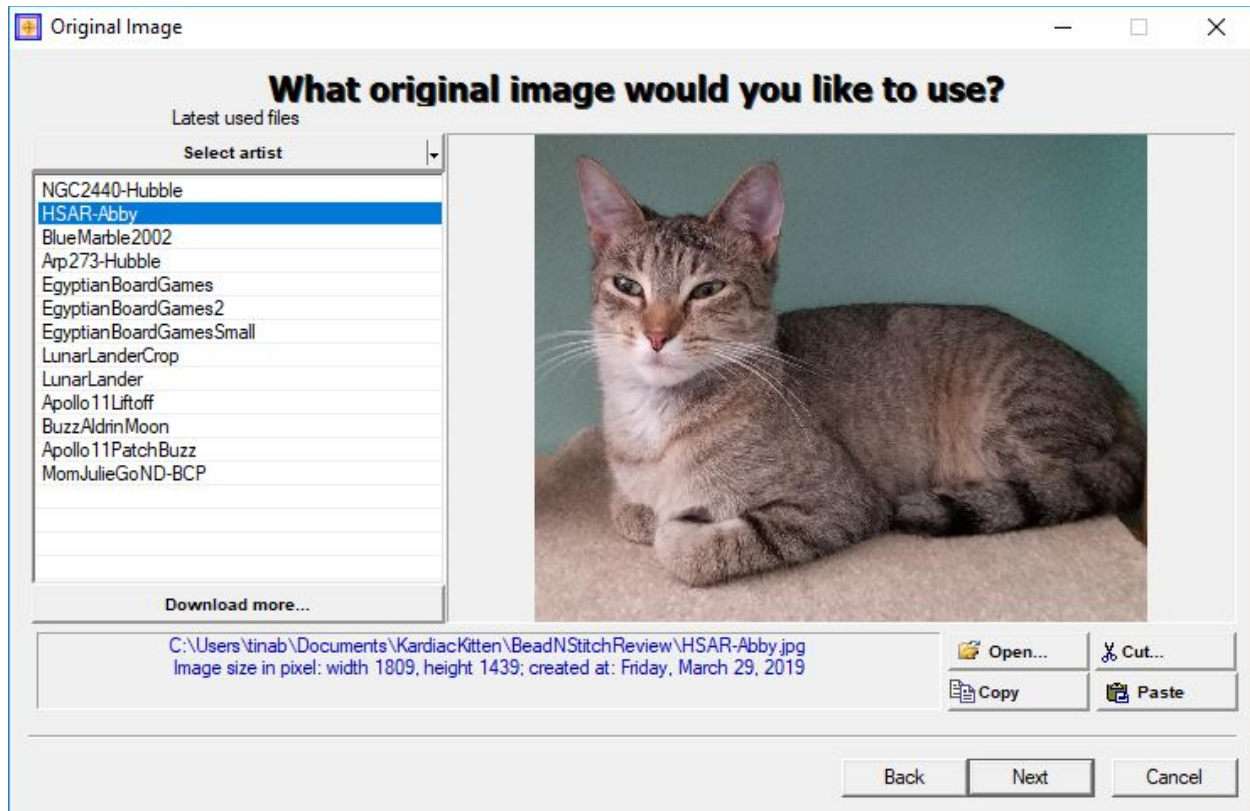 Original Image
What original image would you like to use?
Latest used files
Select artist
NGC2440-Hubble
HSAR-Abby
BlueMarble2002
Arp273-Hubble
EgyptianBoardGames
EgyptianBoardGames2
EgyptianBoardGamesSmall
LunarLanderCrop
LunarLander
Apollo11Liftoff
BuzzAldrinMoon
Apollo11PatchBuzz
MomJulieGoND-BCP
Download more...
C:\Users\tinab\Documents\KardiacKitten\BeadNStitchReview\HSAR-Abby.jpg
Image size in pixel: width 1809, height 1439; created at: Friday, March 29, 2019
Open... Cut...
Copy Paste
Back Next Cancel